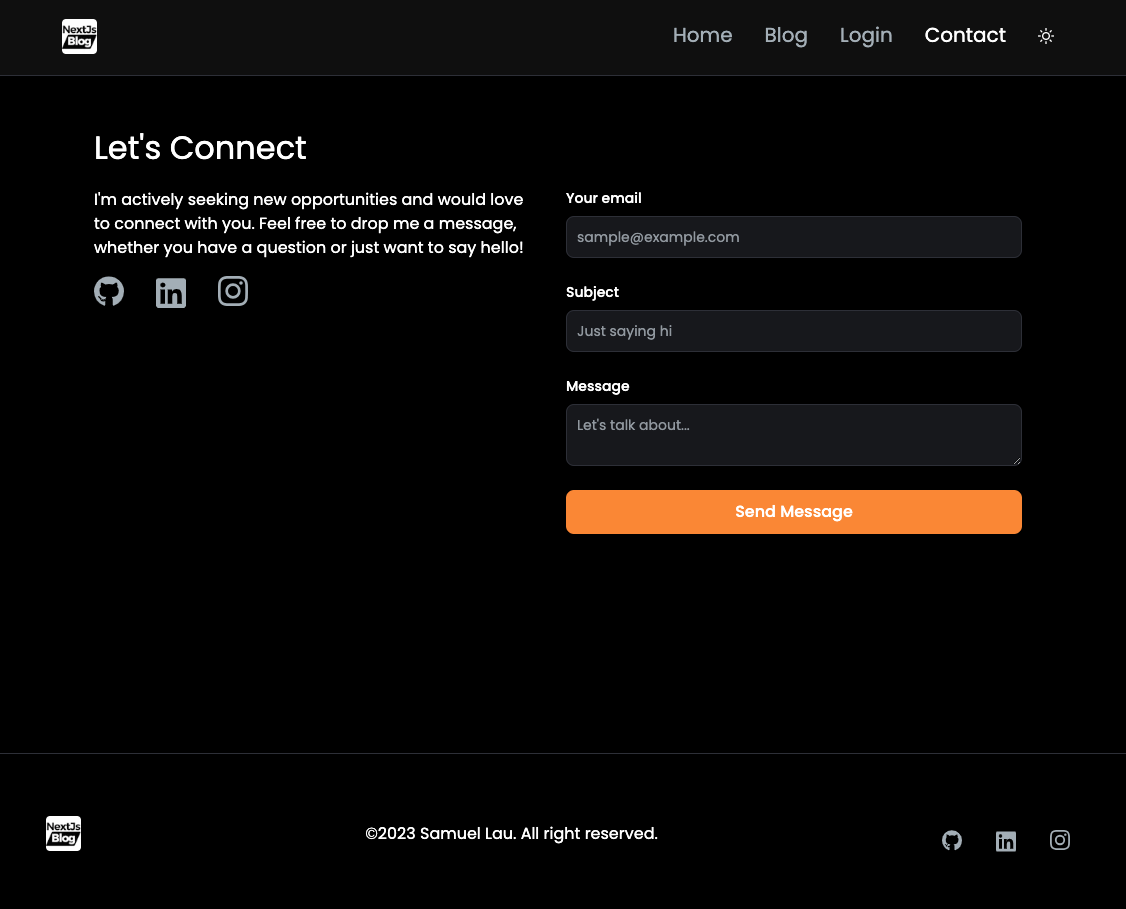 NextJs
Blog
Home Blog Login Contact
Let's Connect
I'm actively seeking new opportunities and would love
to connect with you. Feel free to drop me a message,
whether you have a question or just want to say hello!
Your email
sample@example.com
Subject
Just saying hi
Message
Let's talk about...
Send Message
NextJs
Blog
©2023 Samuel Lau. All right reserved.